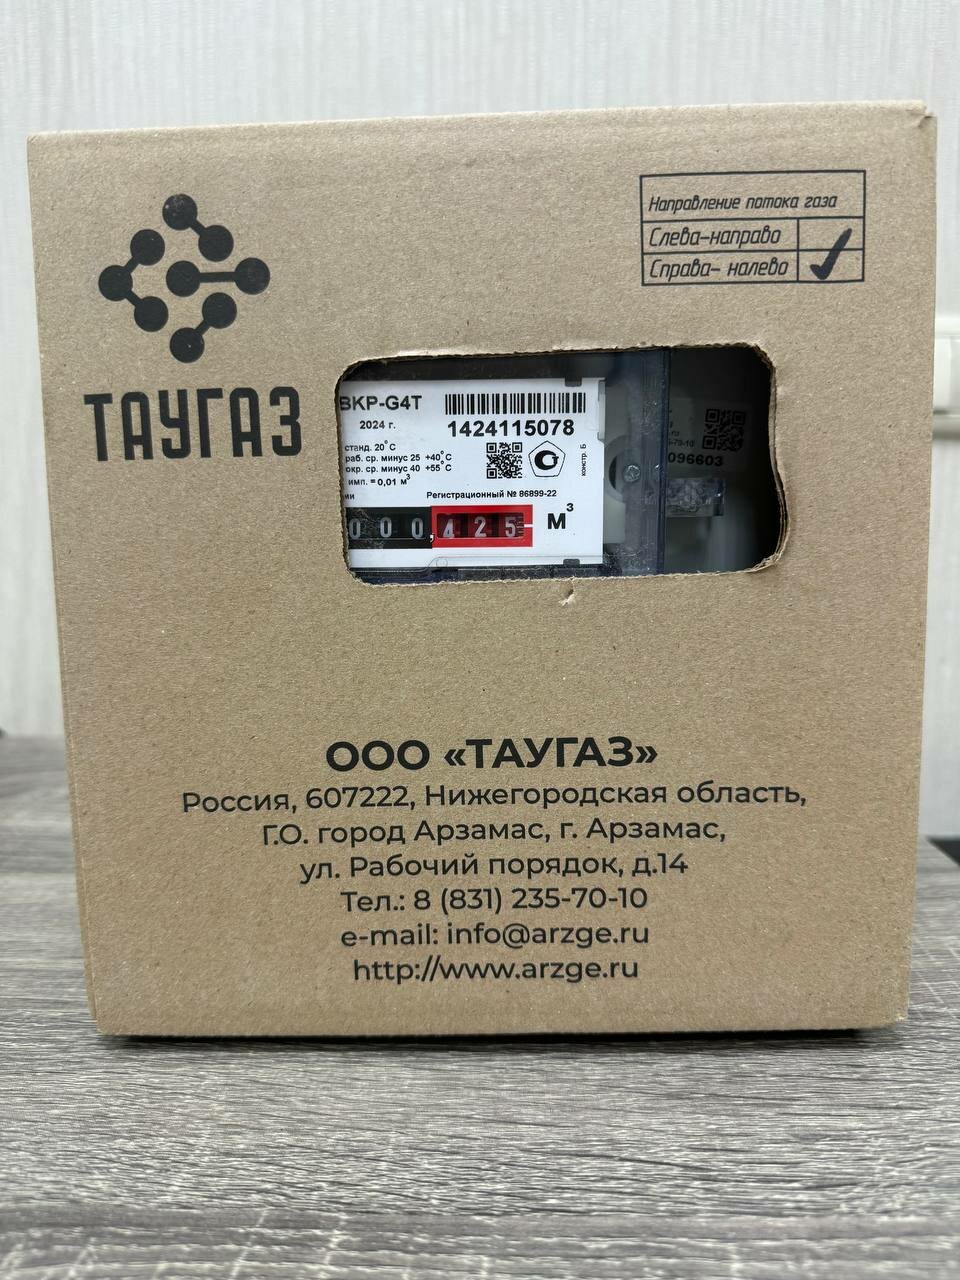 ТАУГАЗ
Направление потока газа
Слева-направо
Справа- налево
ВКР-G4T
2024 г.
1424115078
станд. 20°С
раб. ср. минус 25 +40°С
окр. ср. минус 40 +55°С
имп. = 0,01 м³
констр. Б
Регистрационный № 86899-22
000,425 м³
096603
ООО «ТАУГАЗ»
Россия, 607222, Нижегородская область,
Г.О. город Арзамас, г. Арзамас,
ул. Рабочий порядок, д.14
Тел.: 8 (831) 235-70-10
e-mail: info@arzge.ru
http://www.arzge.ru